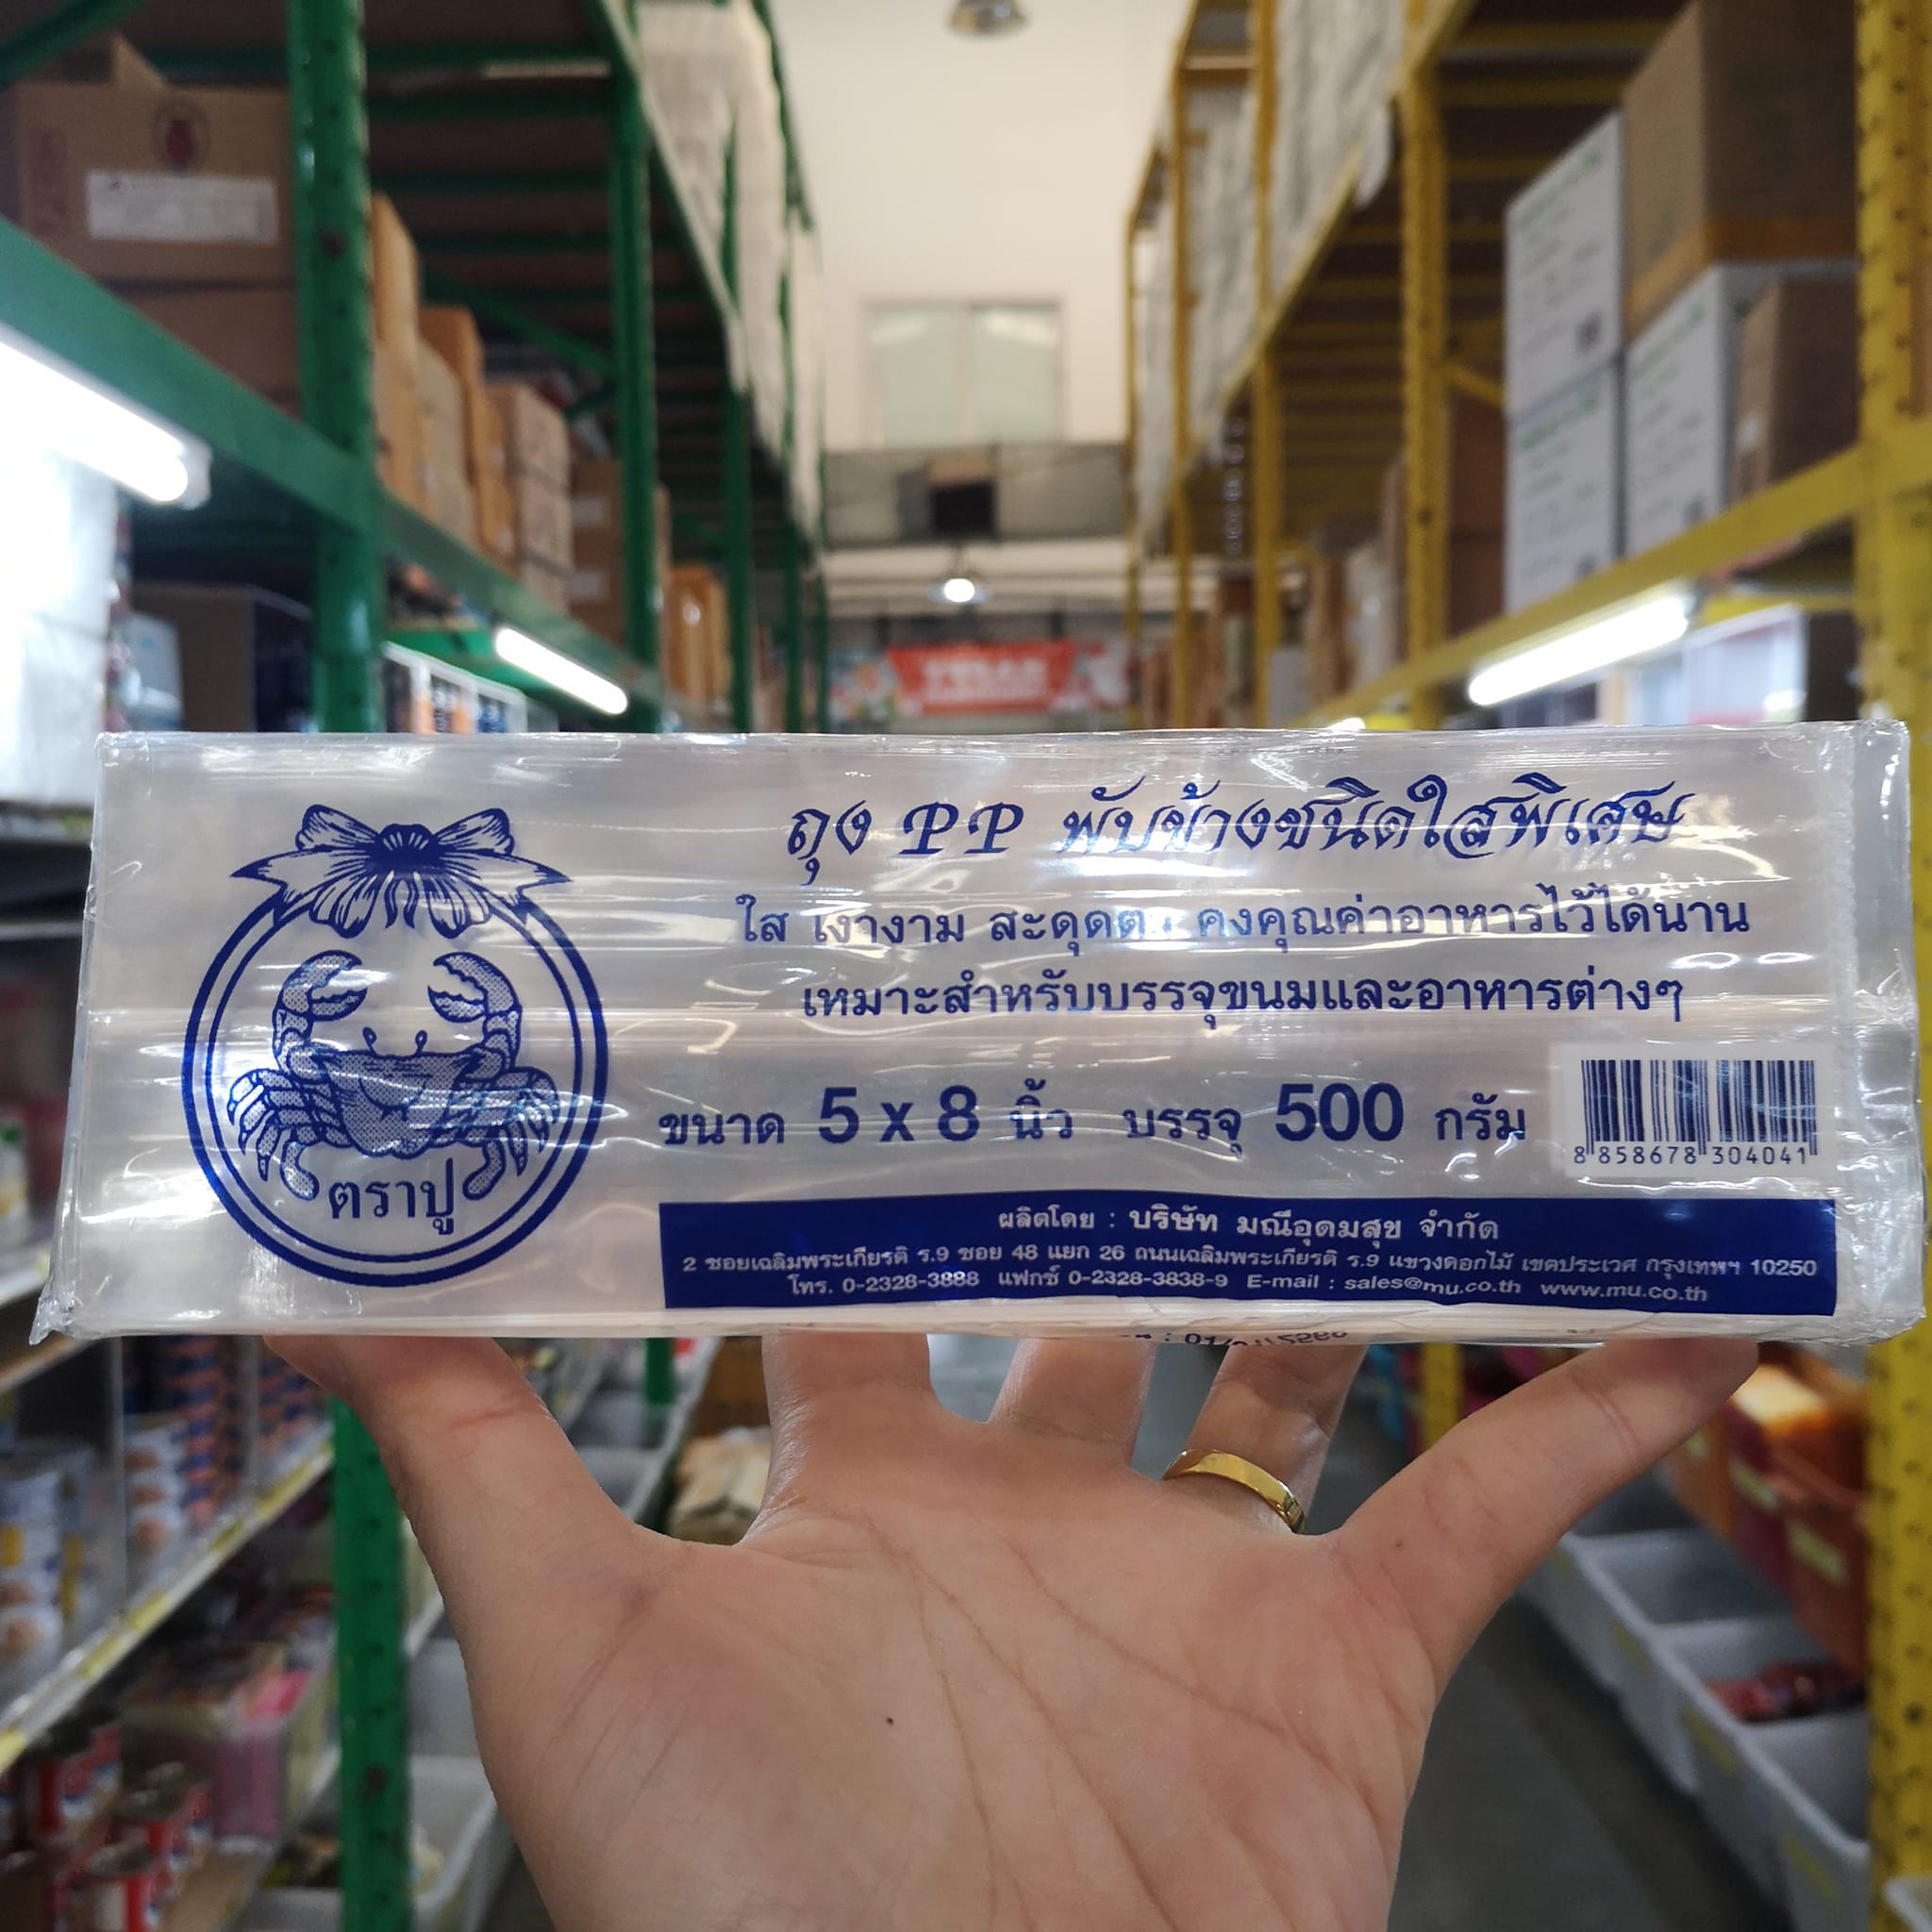 ถุง PP พับข้างชนิดใสพิเศษ
ใส เงางาม สะดุดตา คงคุณค่าอาหารไว้ได้นาน
เหมาะสำหรับบรรจุขนมและอาหารต่างๆ
ขนาด 5 x 8 นิ้ว บรรจุ 500 กรัม
8 858678 304041
ตราปู
ผลิตโดย : บริษัท มณีอุดมสุข จำกัด
2 ซอยเฉลิมพระเกียรติ ร.9 ซอย 48 แยก 26 ถนนเฉลิมพระเกียรติ ร.9 แขวงดอกไม้ เขตประเวศ กรุงเทพฯ 10250
โทร. 0-2328-3888 แฟกซ์ 0-2328-3838-9 E-mail : sales@mu.co.th www.mu.co.th